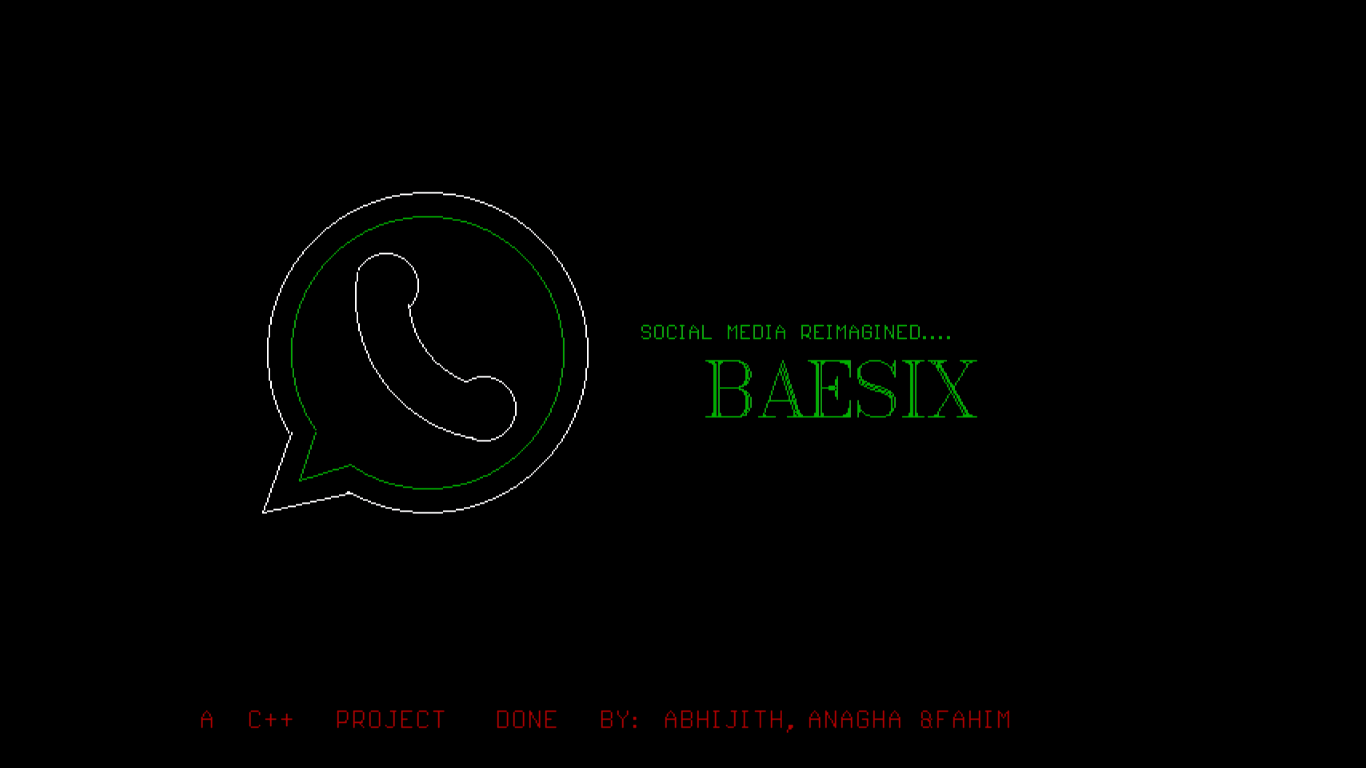 SOCIAL MEDIA REIMAGINED....
BAESIX
A C++ PROJECT DONE BY: ABHIJITH, ANAGHA &FAHIM